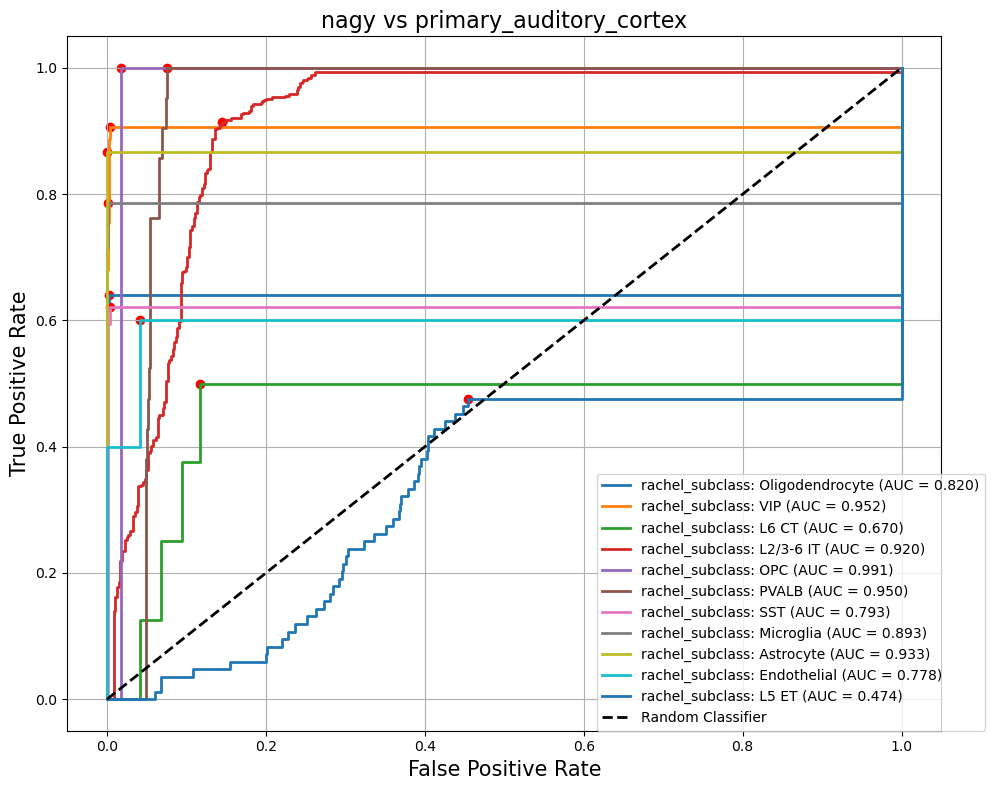 nagy vs primary_auditory_cortex
True Positive Rate
1.0
0.8
0.6
0.4
0.2
0.0
rachel_subclass: Oligodendrocyte (AUC = 0.820)
rachel_subclass: VIP (AUC = 0.952)
rachel_subclass: L6 CT (AUC = 0.670)
rachel_subclass: L2/3-6 IT (AUC = 0.920)
rachel_subclass: OPC (AUC = 0.991)
rachel_subclass: PVALB (AUC = 0.950)
rachel_subclass: SST (AUC = 0.793)
rachel_subclass: Microglia (AUC = 0.893)
rachel_subclass: Astrocyte (AUC = 0.933)
rachel_subclass: Endothelial (AUC = 0.778)
rachel_subclass: L5 ET (AUC = 0.474)
Random Classifier
0.0 0.2 0.4 0.6 0.8 1.0
False Positive Rate